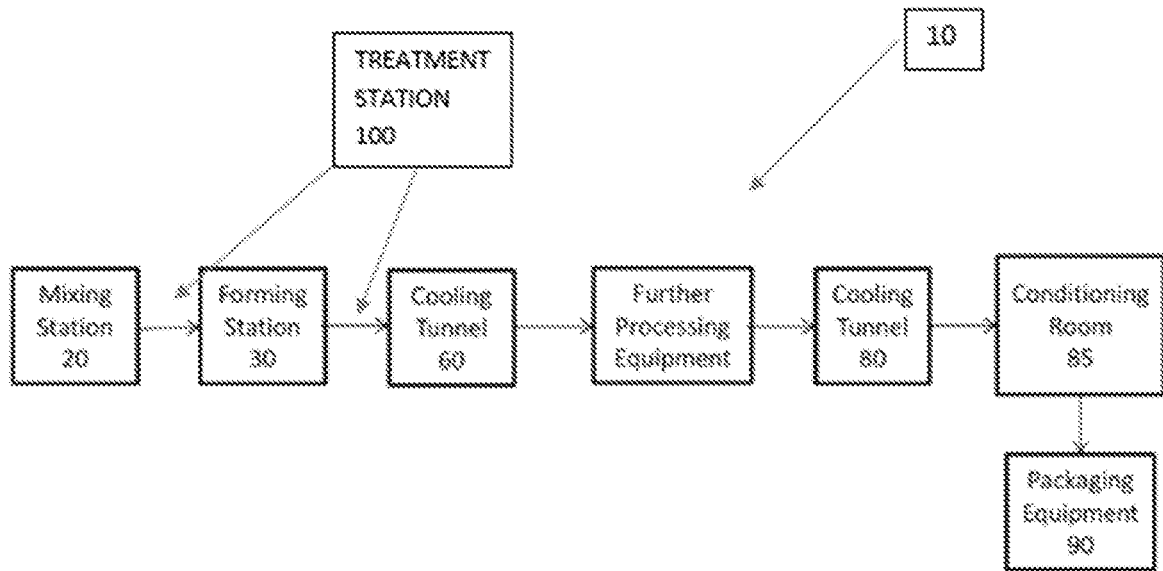 TREATMENT
STATION
100
10
Mixing
Station
20
Forming
Station
30
Cooling
Tunnel
60
Further
Processing
Equipment
Cooling
Tunnel
80
Conditioning
Room
85
Packaging
Equipment
90